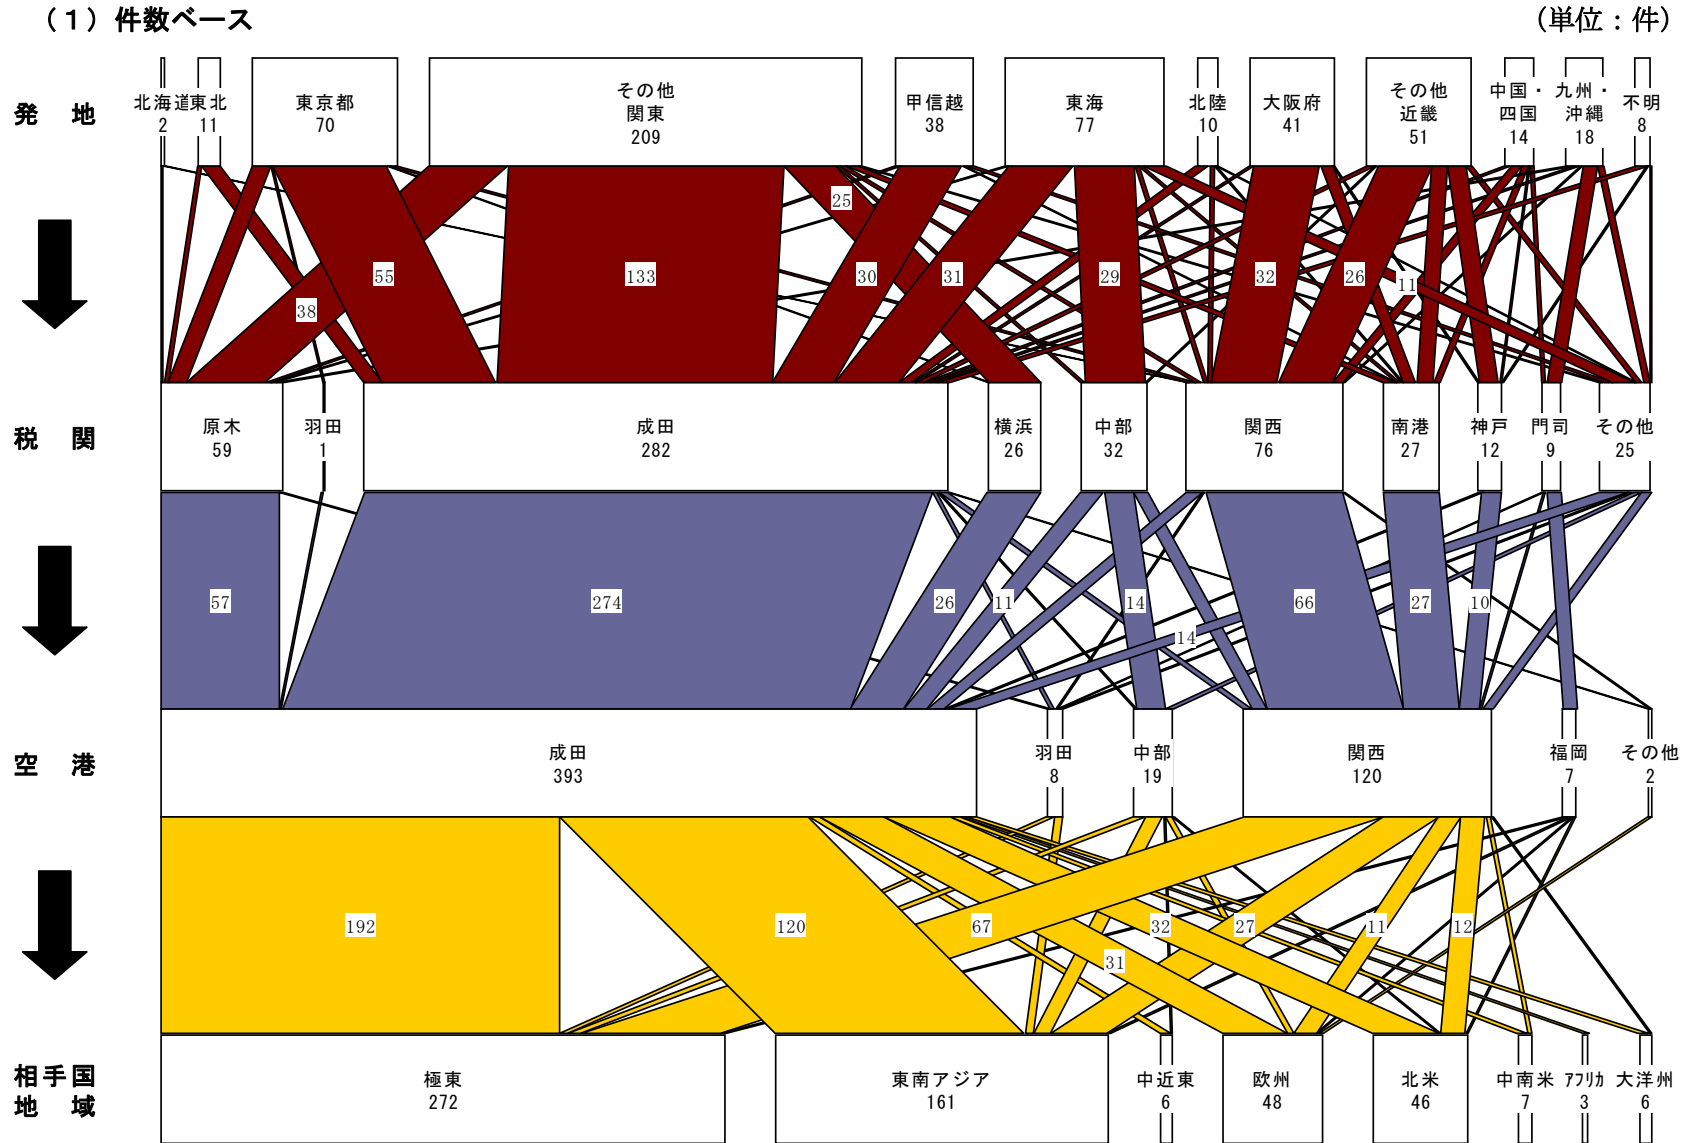 （１）件数ベース
（単位：件）
発 地
北海道
2
東北
11
東京都
70
その他
関東
209
甲信越
38
東海
77
北陸
10
大阪府
41
その他
近畿
51
中国・
四国
14
九州・
沖縄
18
不明
8
25
55
133
30
31
29
32
26
11
38
税 関
原木
59
羽田
1
成田
282
横浜
26
中部
32
関西
76
南港
27
神戸
12
門司
9
その他
25
57
274
26
11
14
66
27
10
14
空 港
成田
393
羽田
8
中部
19
関西
120
福岡
7
その他
2
192
120
67
32
27
11
12
31
相手国
地 域
極東
272
東南アジア
161
中近東
6
欧州
48
北米
46
中南米
7
ｱﾌﾘｶ
3
大洋州
6